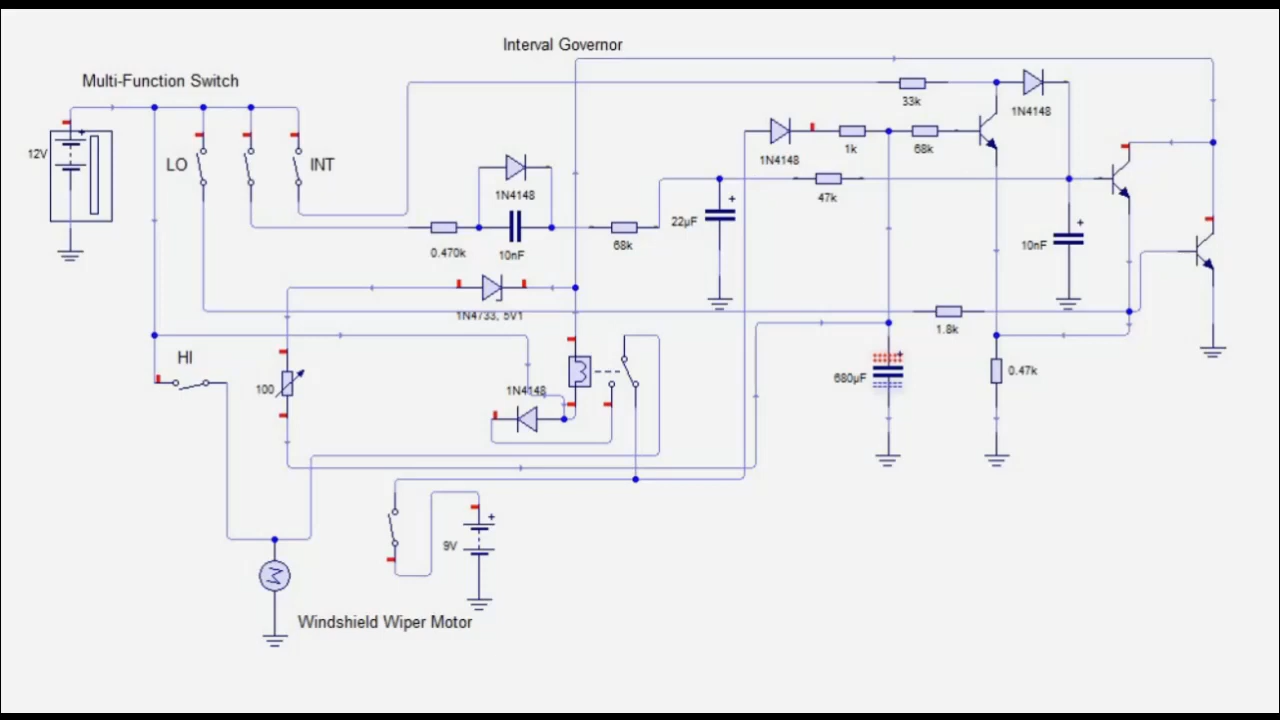 Interval Governor
Multi-Function Switch
12V
+
LO
INT
HI
33k
1N4148
1N4148
1k
68k
1N4148
47k
22µF
+
0.470k
10nF
68k
10nF
+
1N4733, 5V1
1.8k
100
1N4148
680µF
+
0.47k
9V
+
M
Windshield Wiper Motor